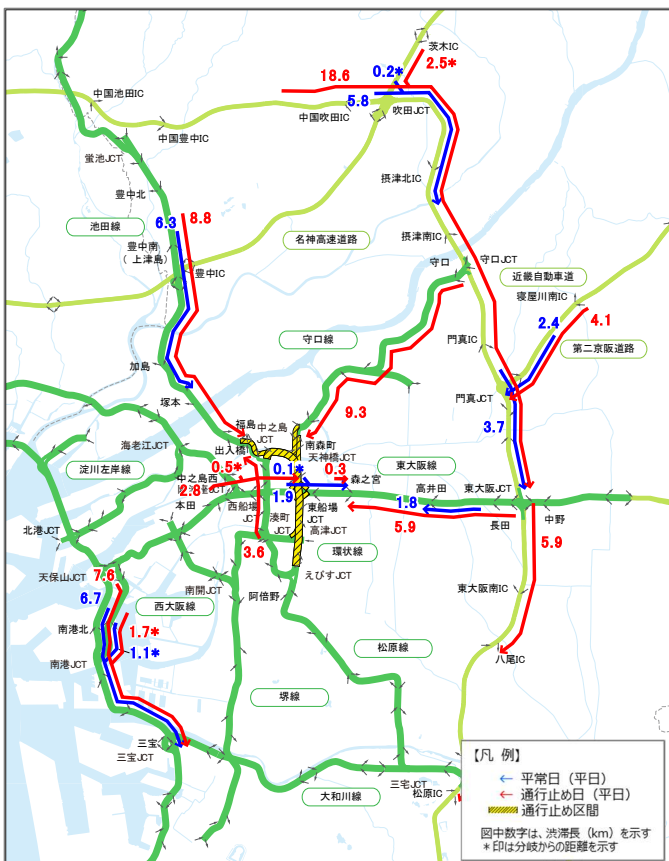 茨木IC
2.5*
0.2*
18.6
5.8
中国池田IC
中国吹田IC
吹田JCT
中国豊中IC
蛍池JCT
摂津北IC
豊中北
池田線
6.3
8.8
名神高速道路
摂津南IC
豊中南
(上津島)
豊中IC
守口
守口JCT
近畿自動車道
寝屋川南IC
守口線
2.4
4.1
門真IC
第二京阪道路
加島
門真JCT
塚本
9.3
福島
中之島
JCT
3.7
海老江JCT
出入橋
南森町
天神橋JCT
淀川左岸線
0.5*
0.1*
0.3
東大阪線
中之島西
森之宮
高井田
東大阪JCT
2.8
1.9
1.8
本田
西船場
JCT
東船場
JCT
5.9
長田
中野
北港JCT
湊町
JCT
高津JCT
3.6
環状線
5.9
天保山JCT
7.6
えびすJCT
6.7
西大阪線
南開JCT
阿倍野
東大阪南IC
南港北
1.7*
1.1*
松原線
八尾IC
南港JCT
堺線
三宝
三宝JCT
三宅JCT
松原IC
大和川線
【凡 例】
平常日（平日）
通行止め日（平日）
通行止め区間
図中数字は、渋滞長（km）を示す
*印は分岐からの距離を示す